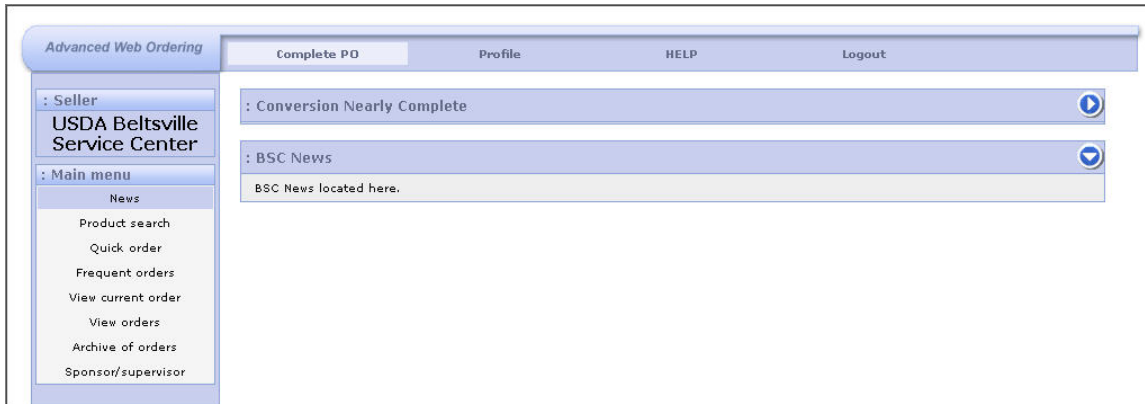 Advanced Web Ordering
Complete PO Profile HELP Logout
: Seller
USDA Beltsville
Service Center
: Main menu
News
Product search
Quick order
Frequent orders
View current order
View orders
Archive of orders
Sponsor/supervisor
: Conversion Nearly Complete
: BSC News
BSC News located here.